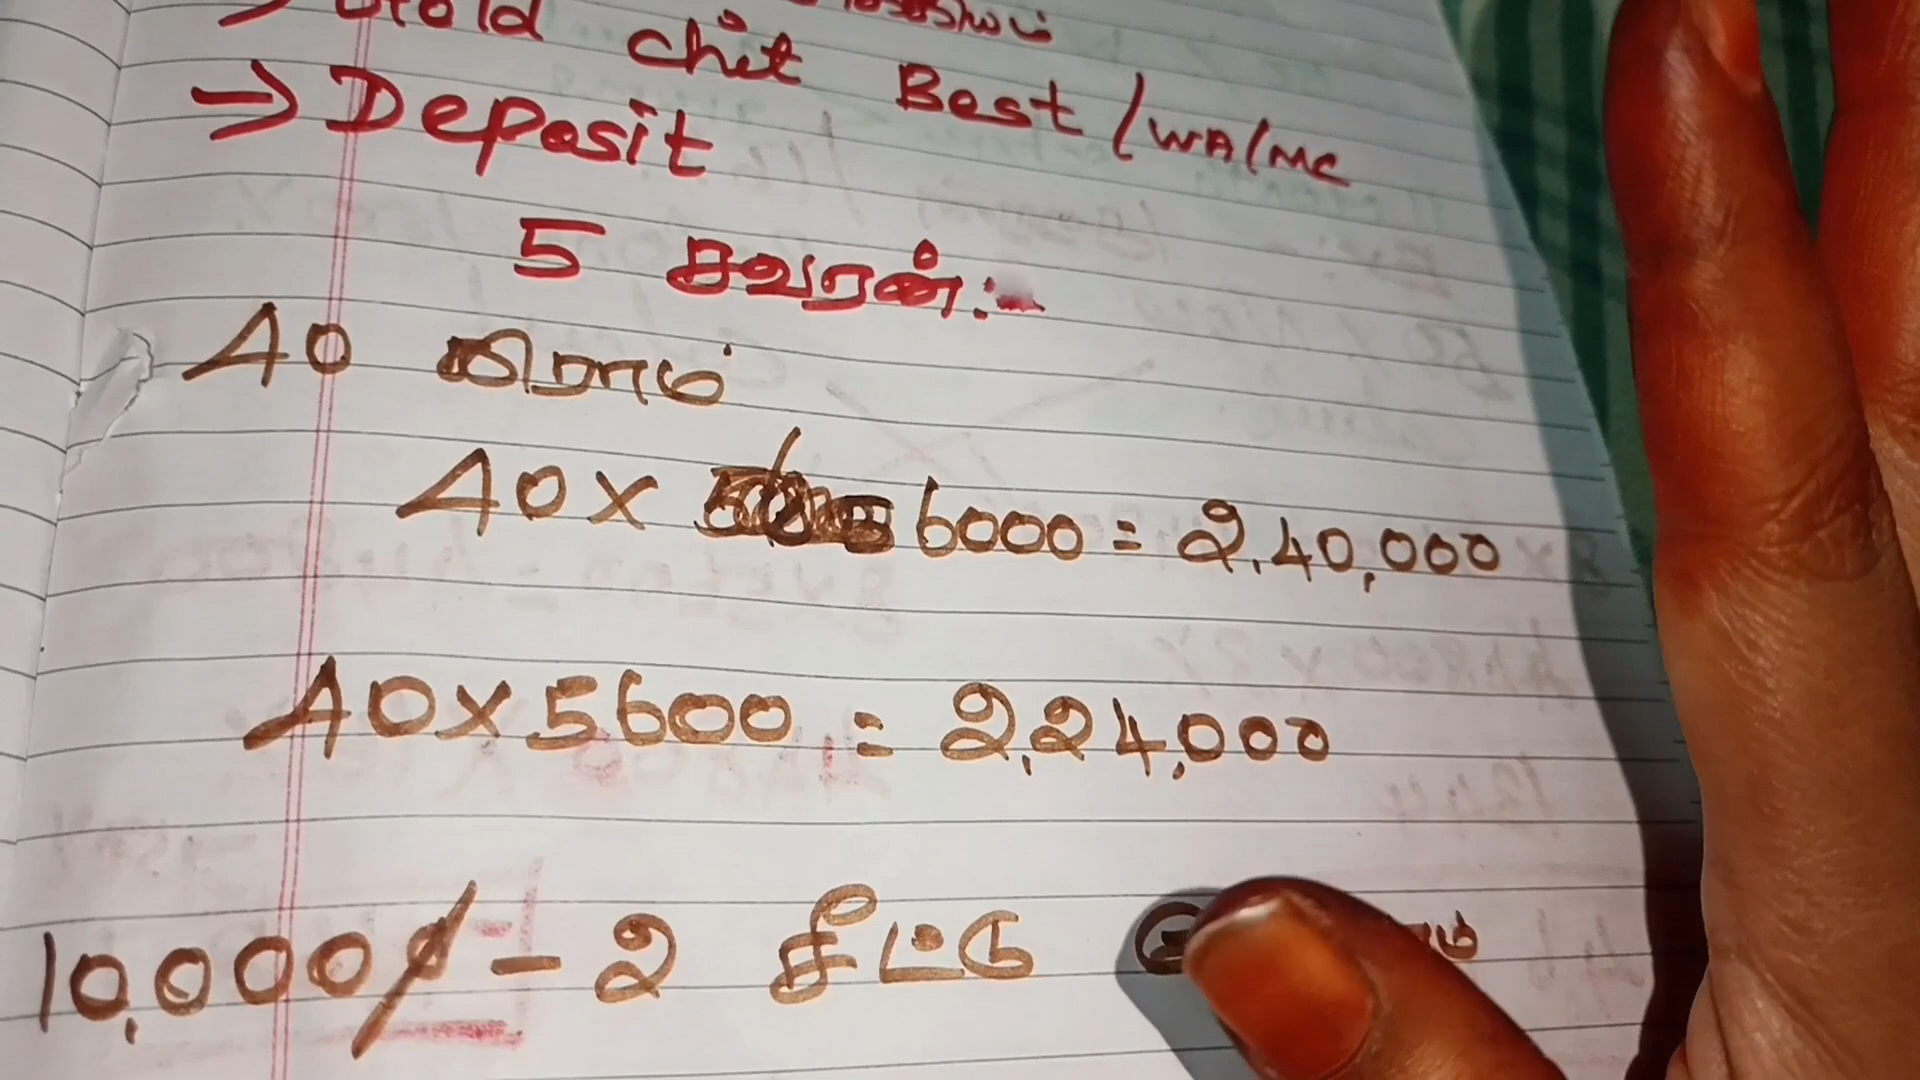 → Gold chit Best / WA / MC
→ Deposit
5 சவரன் :-
40 கிராம்
40 × 6000 = 2,40,000
40 × 5600 = 2,24,000
10,000/- 2 சீட்டு